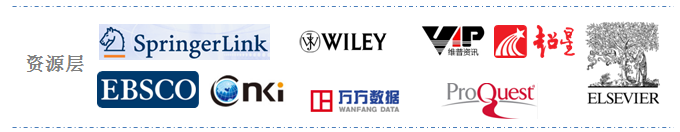 资源层
SpringerLink
WILEY
VIP
维普资讯
超星
ELSEVIER
EBSCO
cnki
万方数据
WANFANG DATA
ProQuest